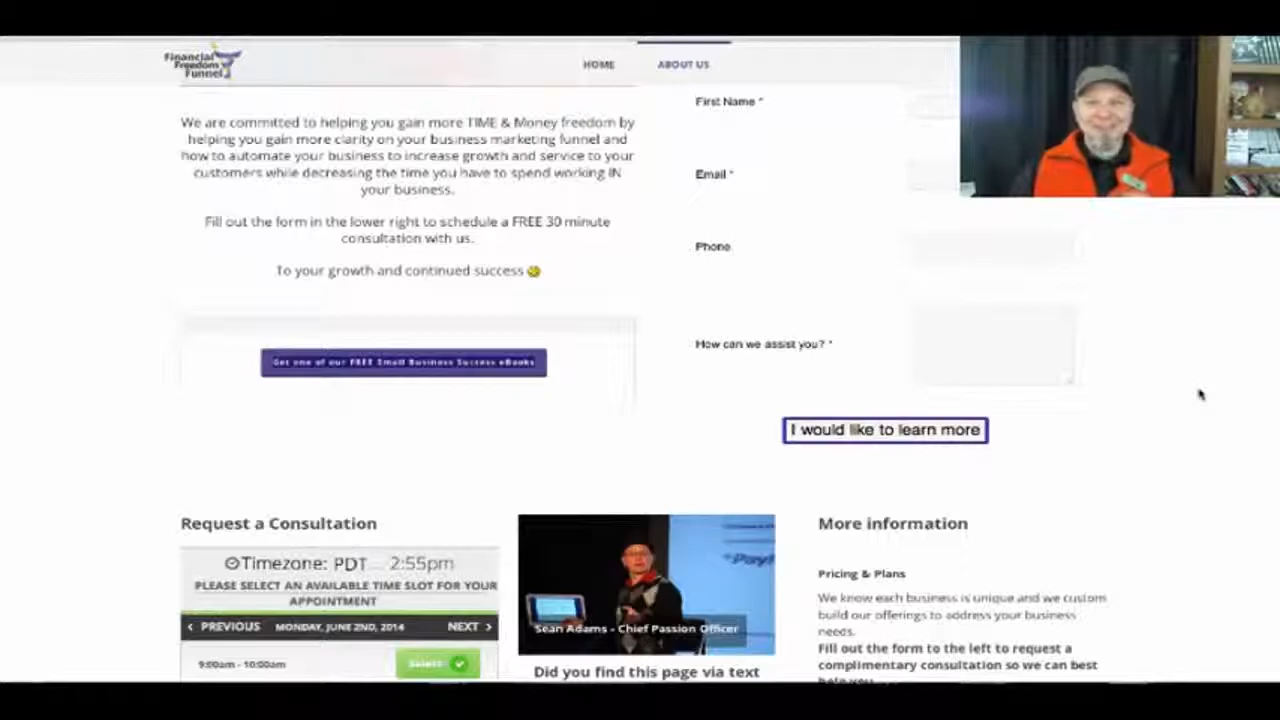 Financial
Freedom
Funnel
HOME
ABOUT US
We are committed to helping you gain more TIME & Money freedom by
helping you gain more clarity on your business marketing funnel and
how to automate your business to increase growth and service to your
customers while decreasing the time you have to spend working IN
your business.
Fill out the form in the lower right to schedule a FREE 30 minute
consultation with us.
To your growth and continued success
Get one of our FREE Small Business Success eBooks
First Name *
Email *
Phone
How can we assist you? *
I would like to learn more
Request a Consultation
Timezone: PDT 2:55pm
PLEASE SELECT AN AVAILABLE TIME SLOT FOR YOUR
APPOINTMENT
‹ PREVIOUS MONDAY, JUNE 2ND, 2014 NEXT ›
9:00am - 10:00am
Select
Sean Adams - Chief Passion Officer
Did you find this page via text
More information
Pricing & Plans
We know each business is unique and we custom
build our offerings to address your business
needs.
Fill out the form to the left to request a
complimentary consultation so we can best
help you